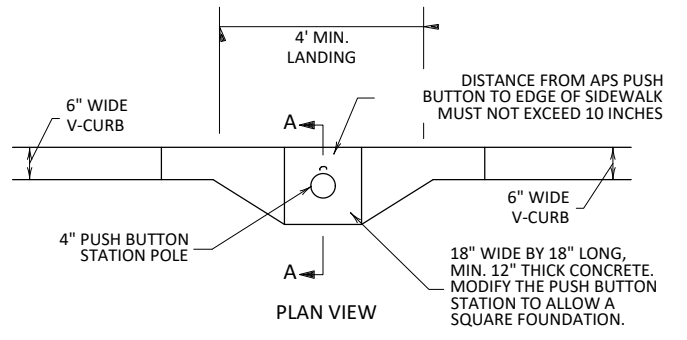 4' MIN.
LANDING
DISTANCE FROM APS PUSH
BUTTON TO EDGE OF SIDEWALK
MUST NOT EXCEED 10 INCHES
6" WIDE
V-CURB
A
6" WIDE
V-CURB
4" PUSH BUTTON
STATION POLE
A
18" WIDE BY 18" LONG,
MIN. 12" THICK CONCRETE.
MODIFY THE PUSH BUTTON
STATION TO ALLOW A
SQUARE FOUNDATION.
PLAN VIEW